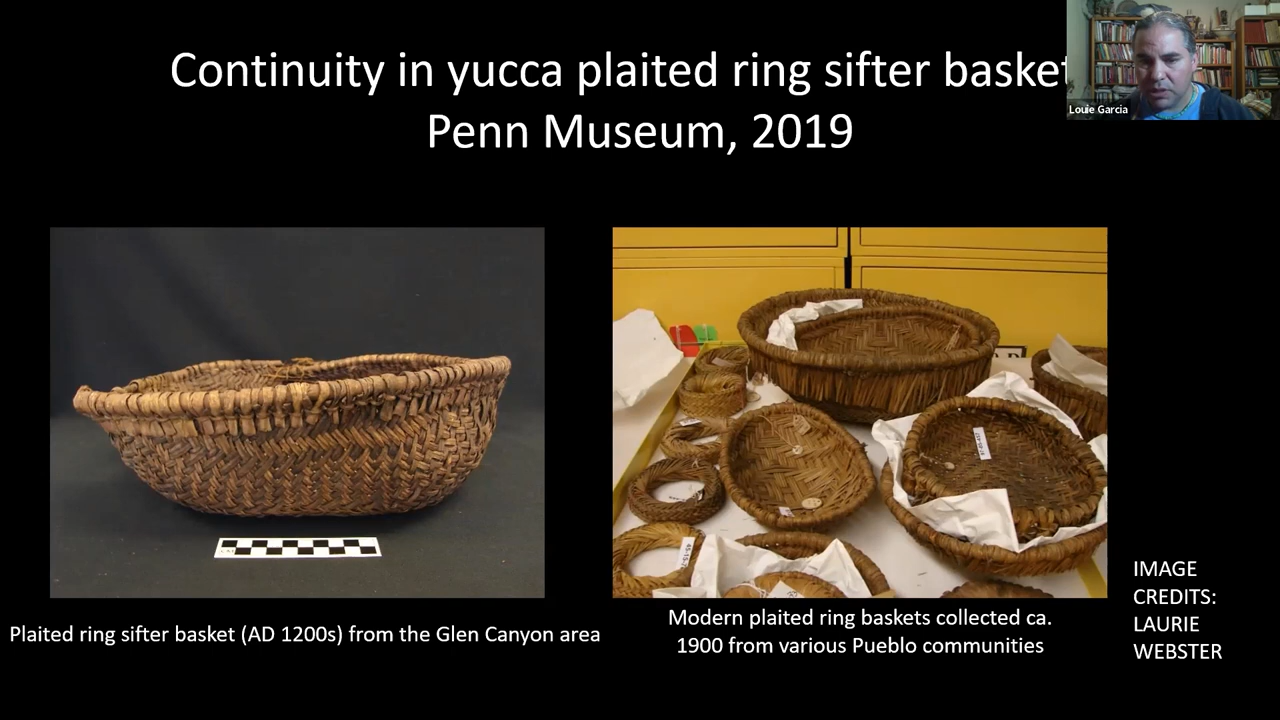 Continuity in yucca plaited ring sifter basket
Penn Museum, 2019
Louie Garcia
Plaited ring sifter basket (AD 1200s) from the Glen Canyon area
Modern plaited ring baskets collected ca.
1900 from various Pueblo communities
IMAGE
CREDITS:
LAURIE
WEBSTER